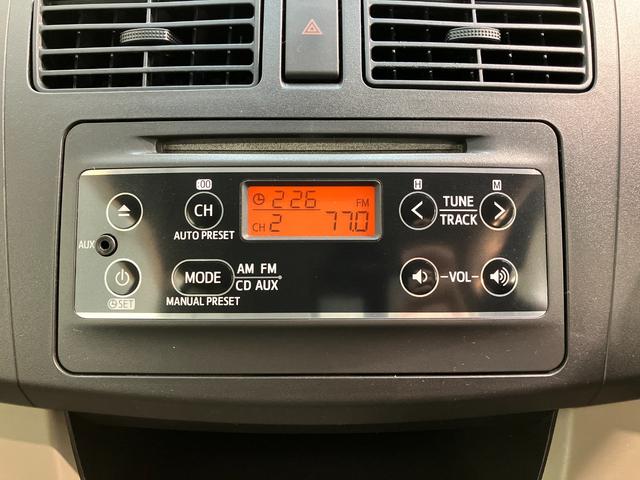 :00 H M
2:26 FM
CH 2 77.0
CH
AUTO PRESET
TUNE
TRACK
AUX
MODE
AM FM
CD AUX
MANUAL PRESET
-VOL-
SET